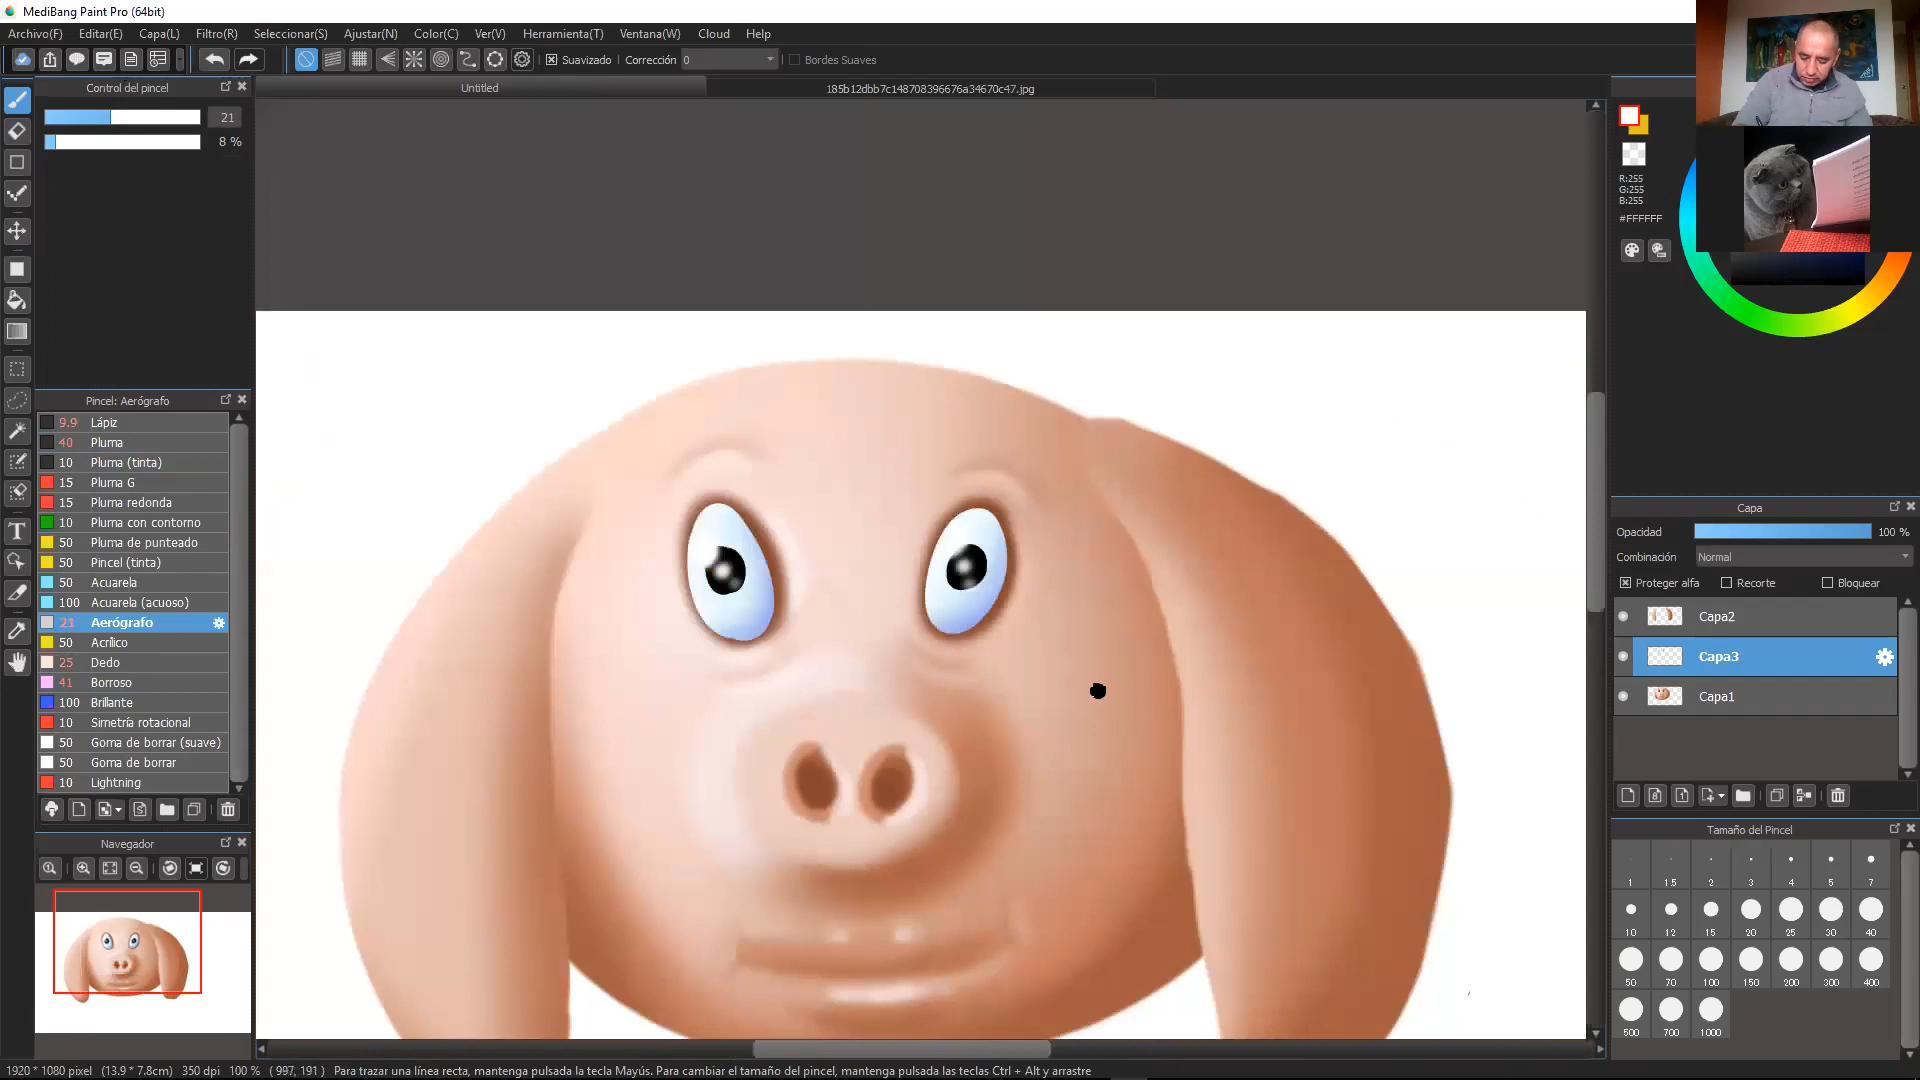 MediBang Paint Pro (64bit)
Archivo(F) Editar(E) Capa(L) Filtro(R) Seleccionar(S) Ajustar(N) Color(C) Ver(V) Herramienta(T) Ventana(W) Cloud Help
Suavizado Corrección 0 Bordes Suaves
Control del pincel
Untitled
185b12dbb7c148708396676a34670c47.jpg
21
8 %
R:255
G:255
B:255
#FFFFFF
Pincel: Aerógrafo
9.9 Lápiz
40 Pluma
10 Pluma (tinta)
15 Pluma G
15 Pluma redonda
10 Pluma con contorno
50 Pluma de punteado
50 Pincel (tinta)
50 Acuarela
100 Acuarela (acuoso)
21 Aerógrafo
50 Acrílico
25 Dedo
41 Borroso
100 Brillante
10 Simetría rotacional
50 Goma de borrar (suave)
50 Goma de borrar
10 Lightning
Navegador
Capa
Opacidad 100 %
Combinación Normal
Proteger alfa Recorte Bloquear
Capa2
Capa3
Capa1
Tamaño del Pincel
1 1.5 2 3 4 5 7
10 12 15 20 25 30 40
50 70 100 150 200 300 400
500 700 1000
1920 * 1080 pixel (13.9 * 7.8cm) 350 dpi 100 % ( 997, 191 ) Para trazar una línea recta, mantenga pulsada la tecla Mayús. Para cambiar el tamaño del pincel, mantenga pulsada las teclas Ctrl + Alt y arrastre